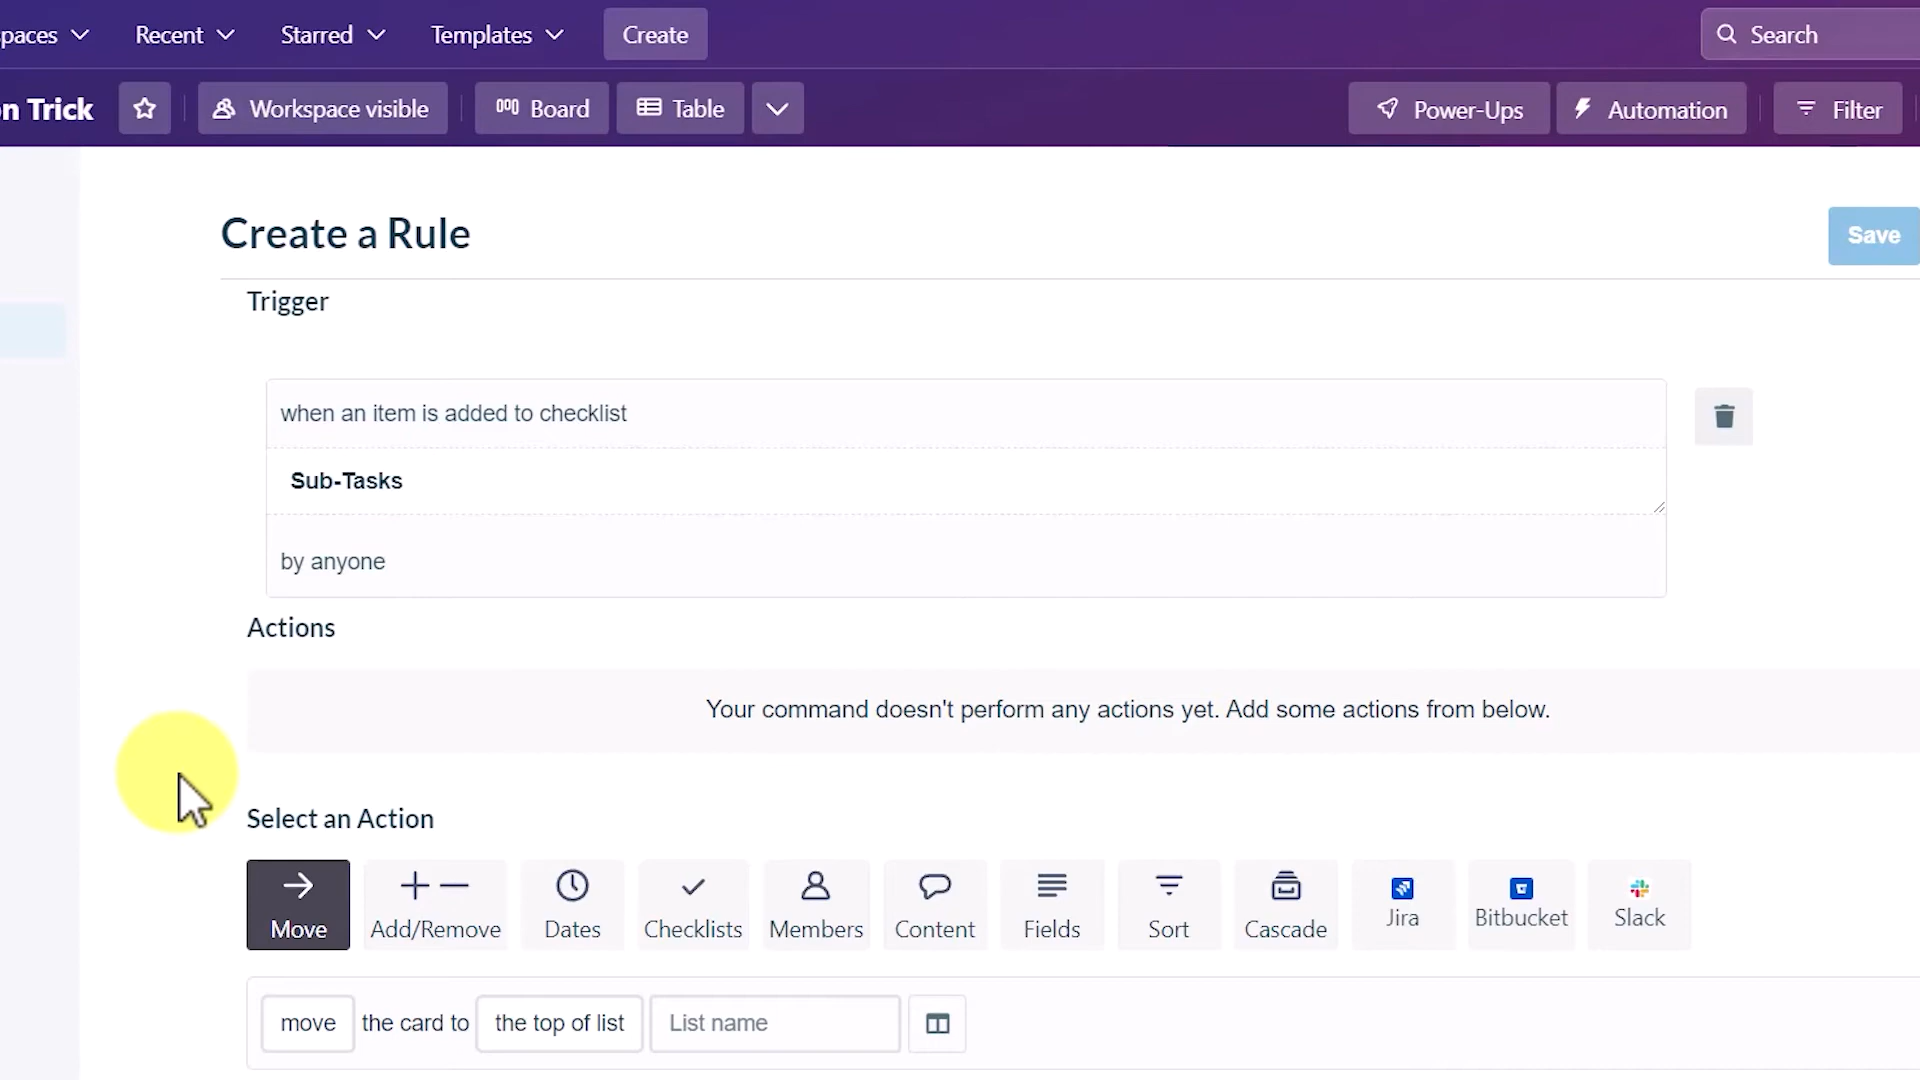 paces Recent Starred Templates Create Search
n Trick Workspace visible Board Table Power-Ups Automation Filter
Create a Rule
Save
Trigger
when an item is added to checklist
Sub-Tasks
by anyone
Actions
Your command doesn't perform any actions yet. Add some actions from below.
Select an Action
Move Add/Remove Dates Checklists Members Content Fields Sort Cascade Jira Bitbucket Slack
move the card to the top of list List name